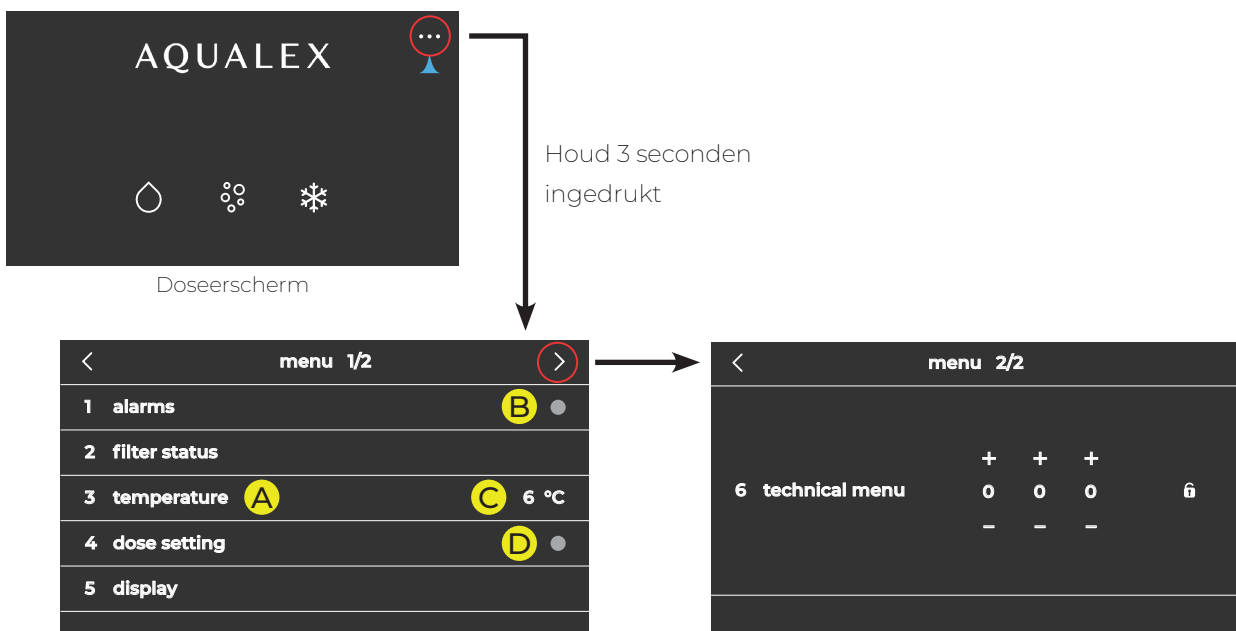 AQUALEX
Houd 3 seconden
ingedrukt
Doseerscherm
menu 1/2
1 alarms B
2 filter status
3 temperature A C 6 °C
4 dose setting D
5 display
menu 2/2
+ + +
6 technical menu 0 0 0
− − −